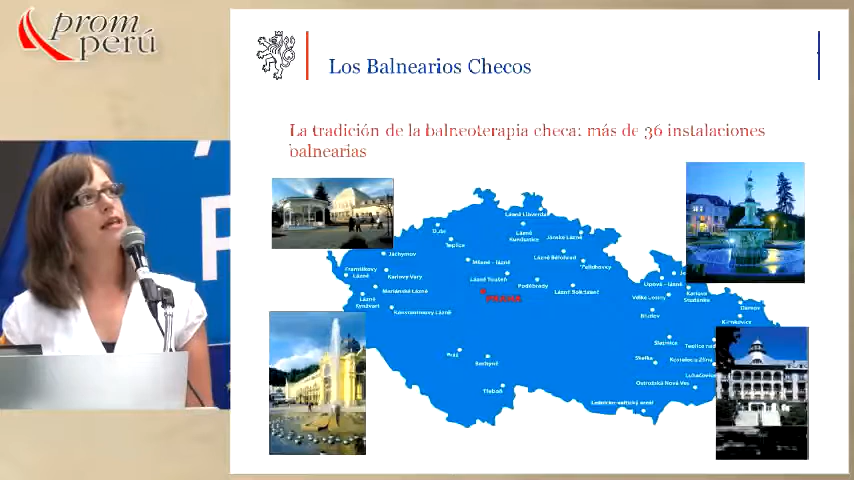 prom
perú
Los Balnearios Checos
La tradición de la balneoterapia checa: más de 36 instalaciones
balnearias
Lázně Libverda
Dubí
Lázně
Kundratice
Janské Lázně
Teplice
Jáchymov
Mšené - lázně
Lázně Bělohrad
Velichovky
Františkovy
Lázně
Karlovy Vary
Lázně Toušeň
Poděbrady
Lázně Bohdaneč
Lipová - lázně
Je
Mariánské Lázně
PRAHA
Velké Losiny
Karlova
Studánka
Lázně
Kynžvart
Konstantinovy Lázně
Bludov
Darkov
Klimkovice
Slatinice
Teplice nad
Bechyně
Skalka
Kostelec u Zlína
Luhačovice
Ostrožská Nová Ves
Třeboň
Lednicko-valtický areál